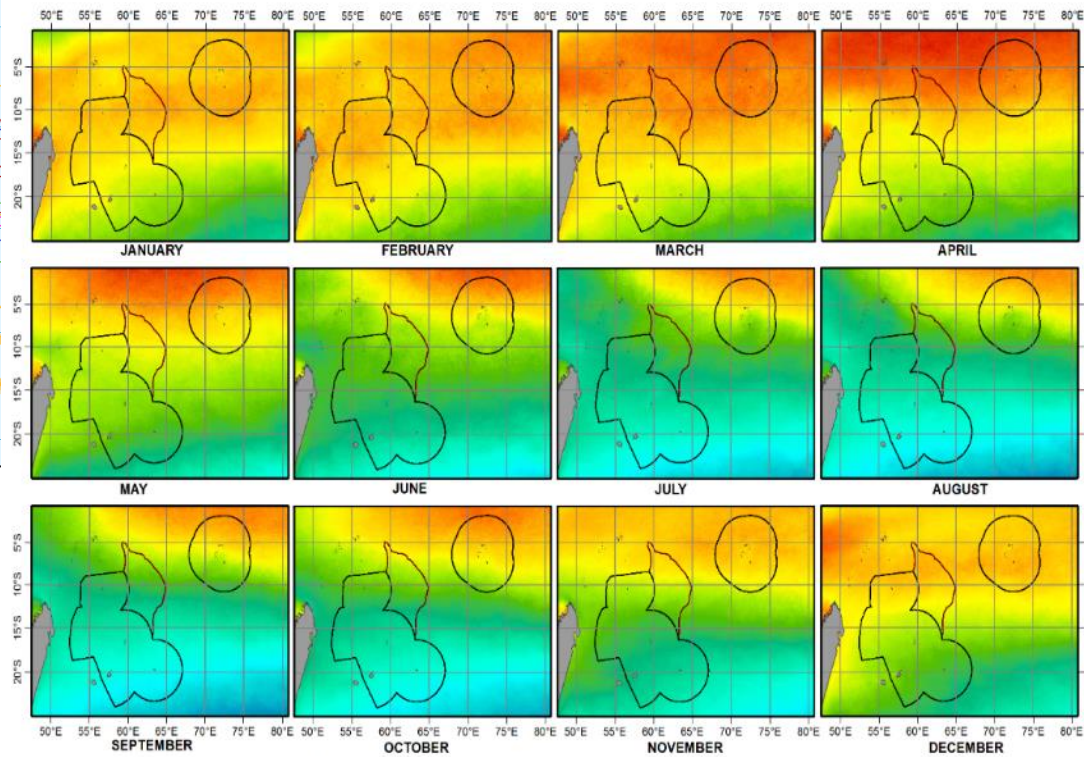 50°E 55°E 60°E 65°E 70°E 75°E 80°E 50°E 55°E 60°E 65°E 70°E 75°E 80°E 50°E 55°E 60°E 65°E 70°E 75°E 80°E 50°E 55°E 60°E 65°E 70°E 75°E 80°E
5°S
10°S
15°S
20°S
JANUARY FEBRUARY MARCH APRIL
5°S
10°S
15°S
20°S
MAY JUNE JULY AUGUST
5°S
10°S
15°S
20°S
50°E 55°E 60°E 65°E 70°E 75°E 80°E 50°E 55°E 60°E 65°E 70°E 75°E 80°E 50°E 55°E 60°E 65°E 70°E 75°E 80°E 50°E 55°E 60°E 65°E 70°E 75°E 80°E
SEPTEMBER OCTOBER NOVEMBER DECEMBER